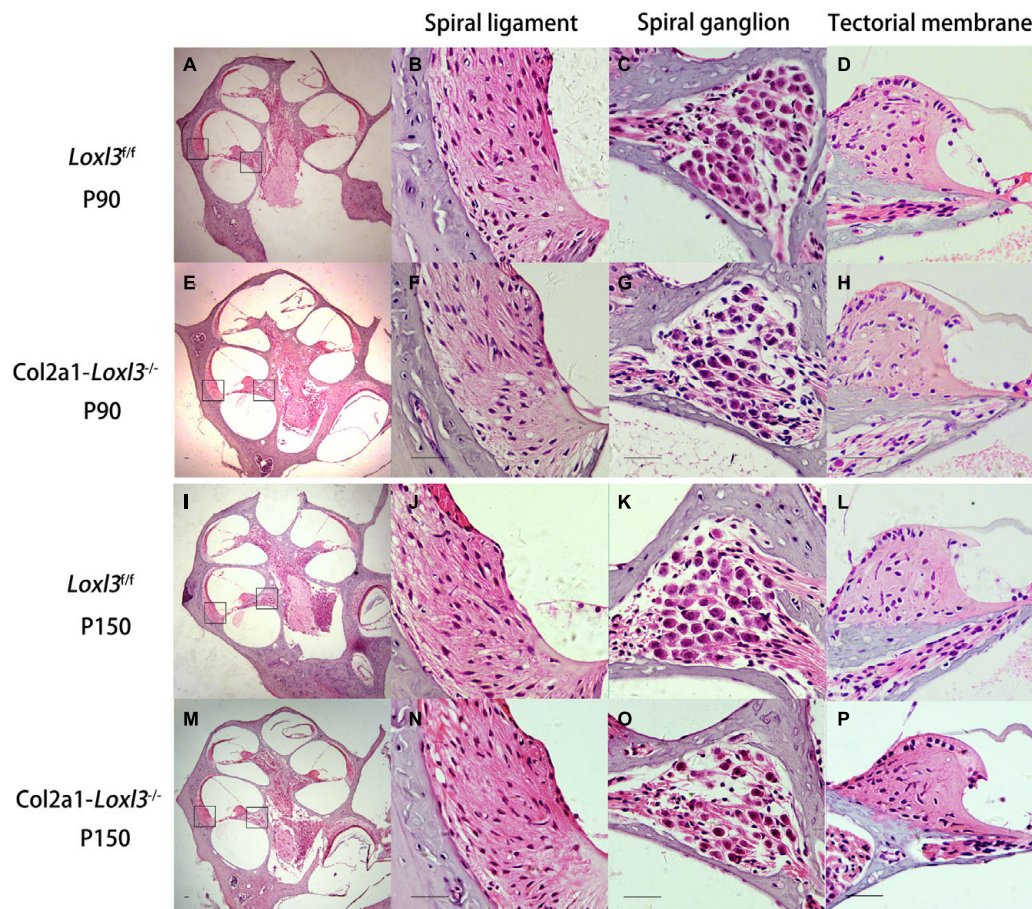 Spiral ligament Spiral ganglion Tectorial membrane
A B C D
Loxl3f/f
P90
E F G H
Col2a1-Loxl3-/-
P90
I J K L
Loxl3f/f
P150
M N O P
Col2a1-Loxl3-/-
P150